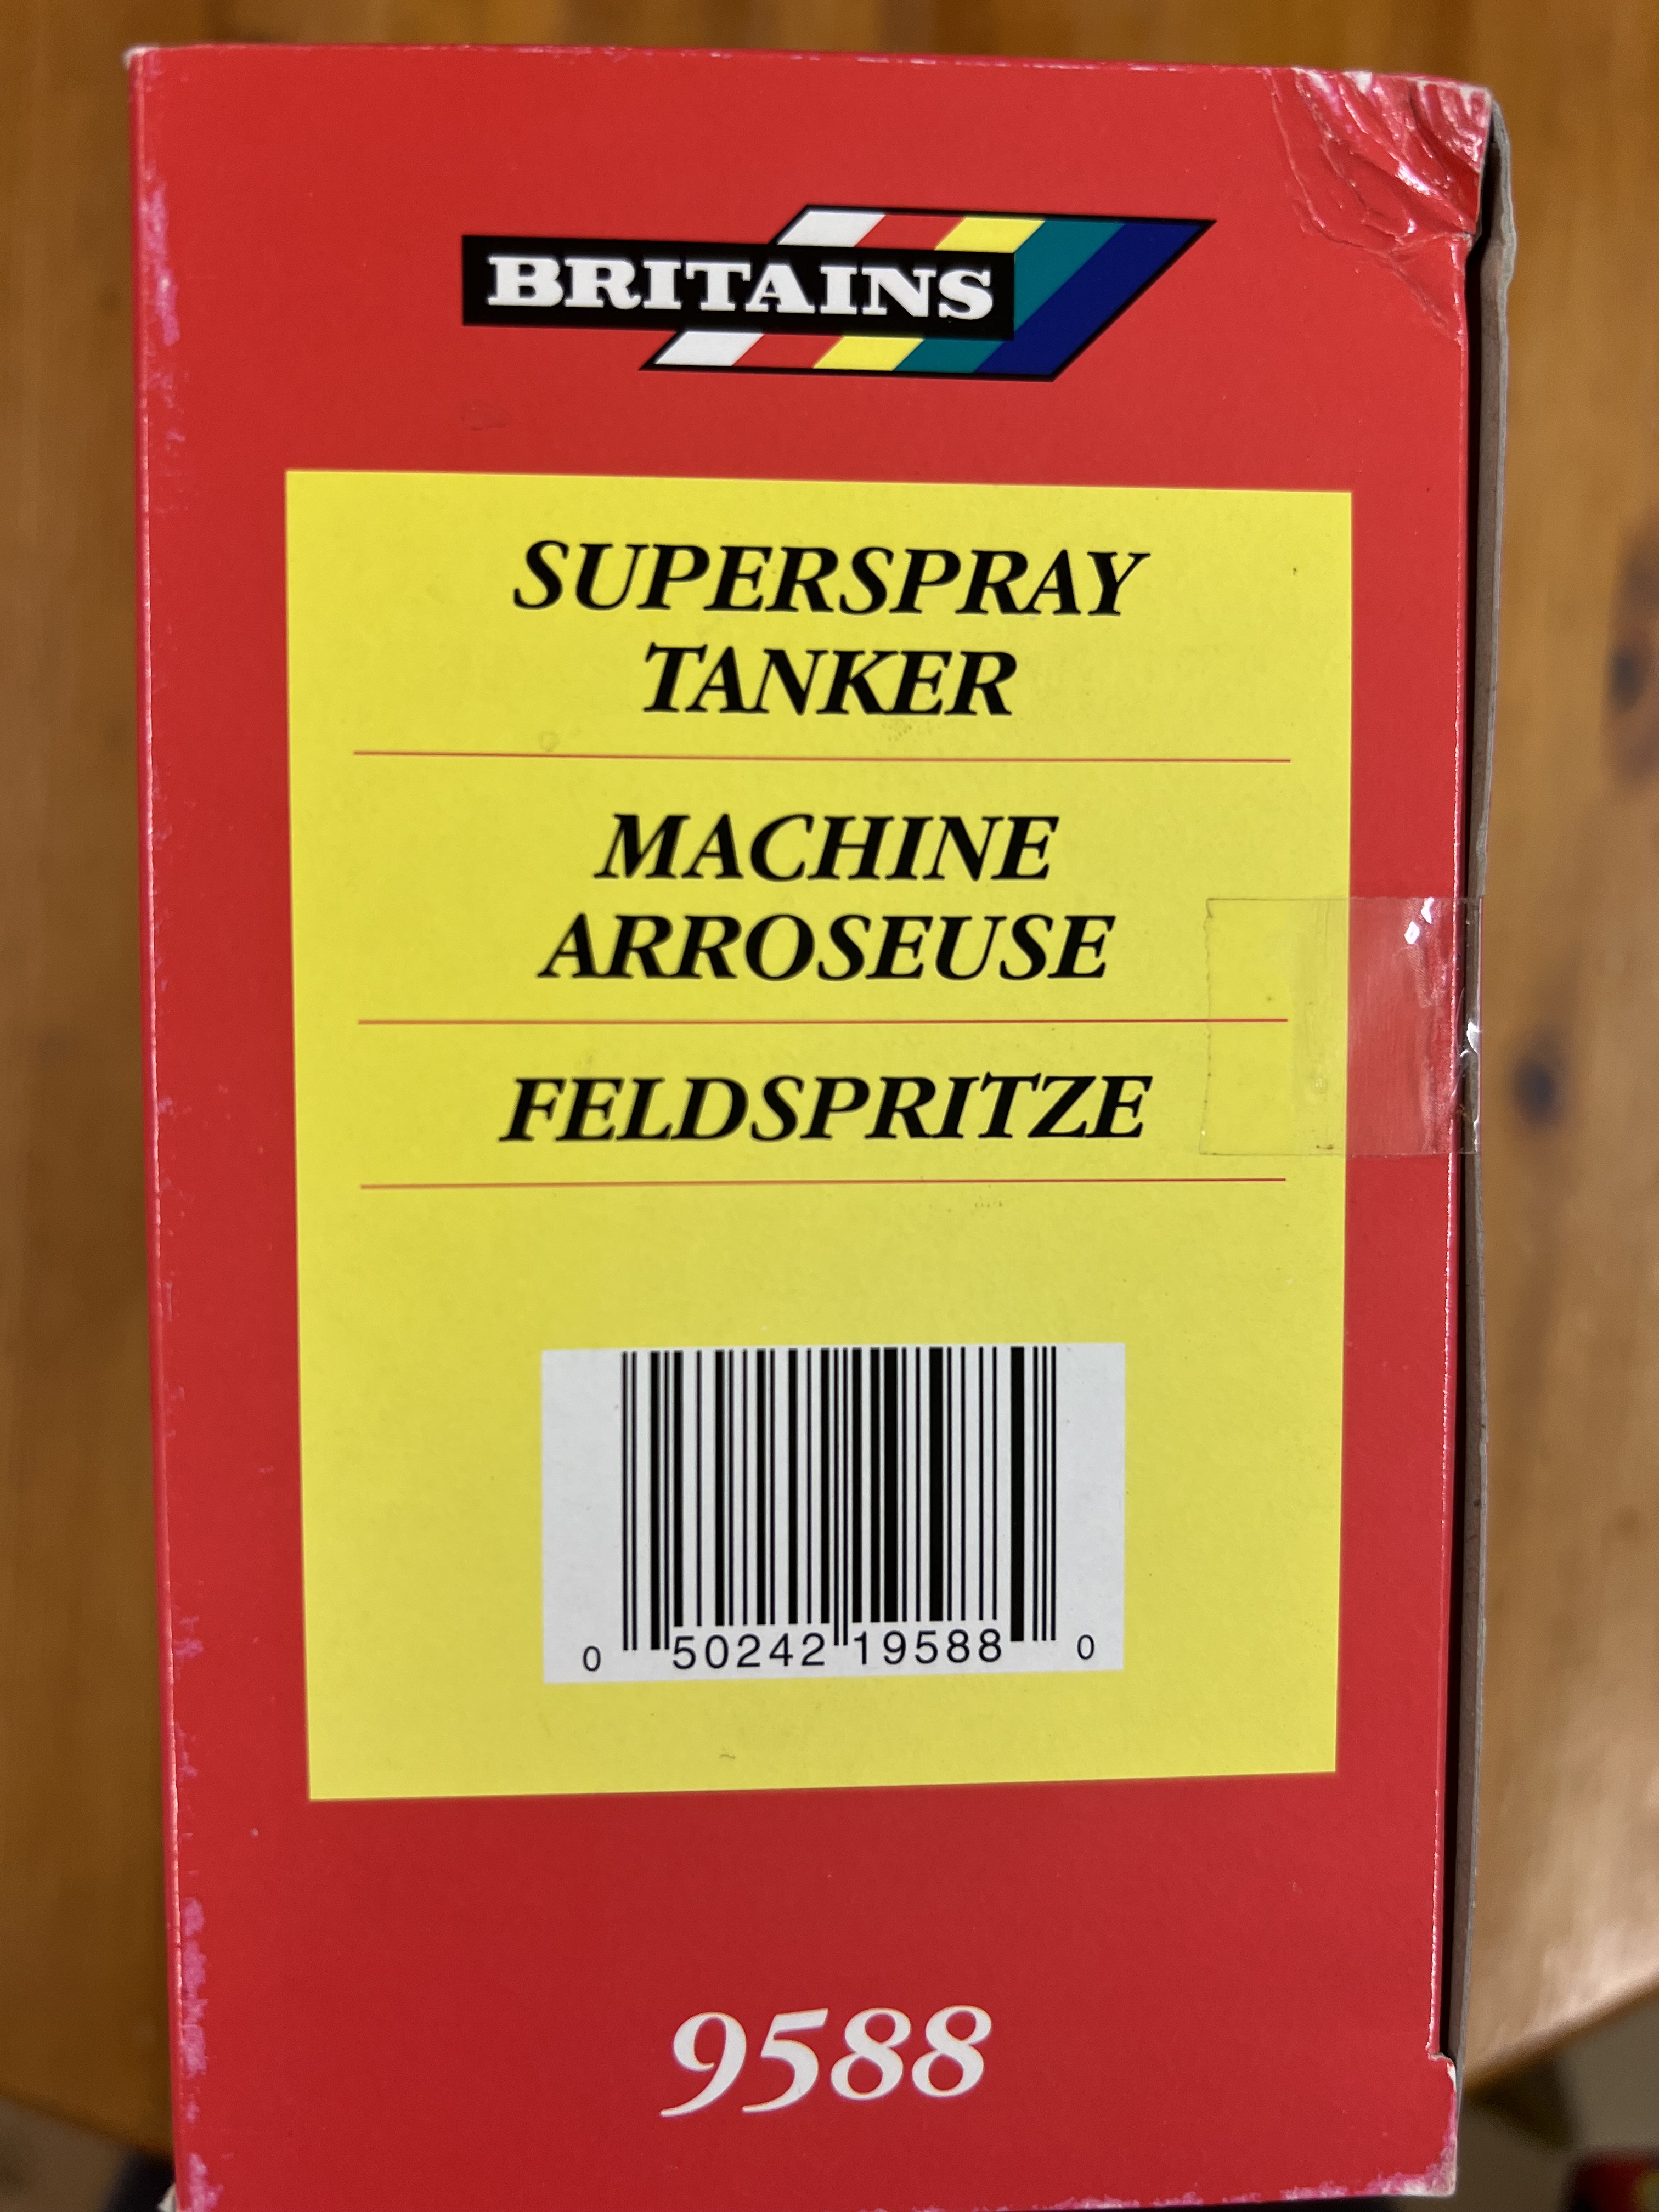 BRITAINS
SUPERSPRAY
TANKER
MACHINE
ARROSEUSE
FELDSPRITZE
0 50242 19588 0
9588